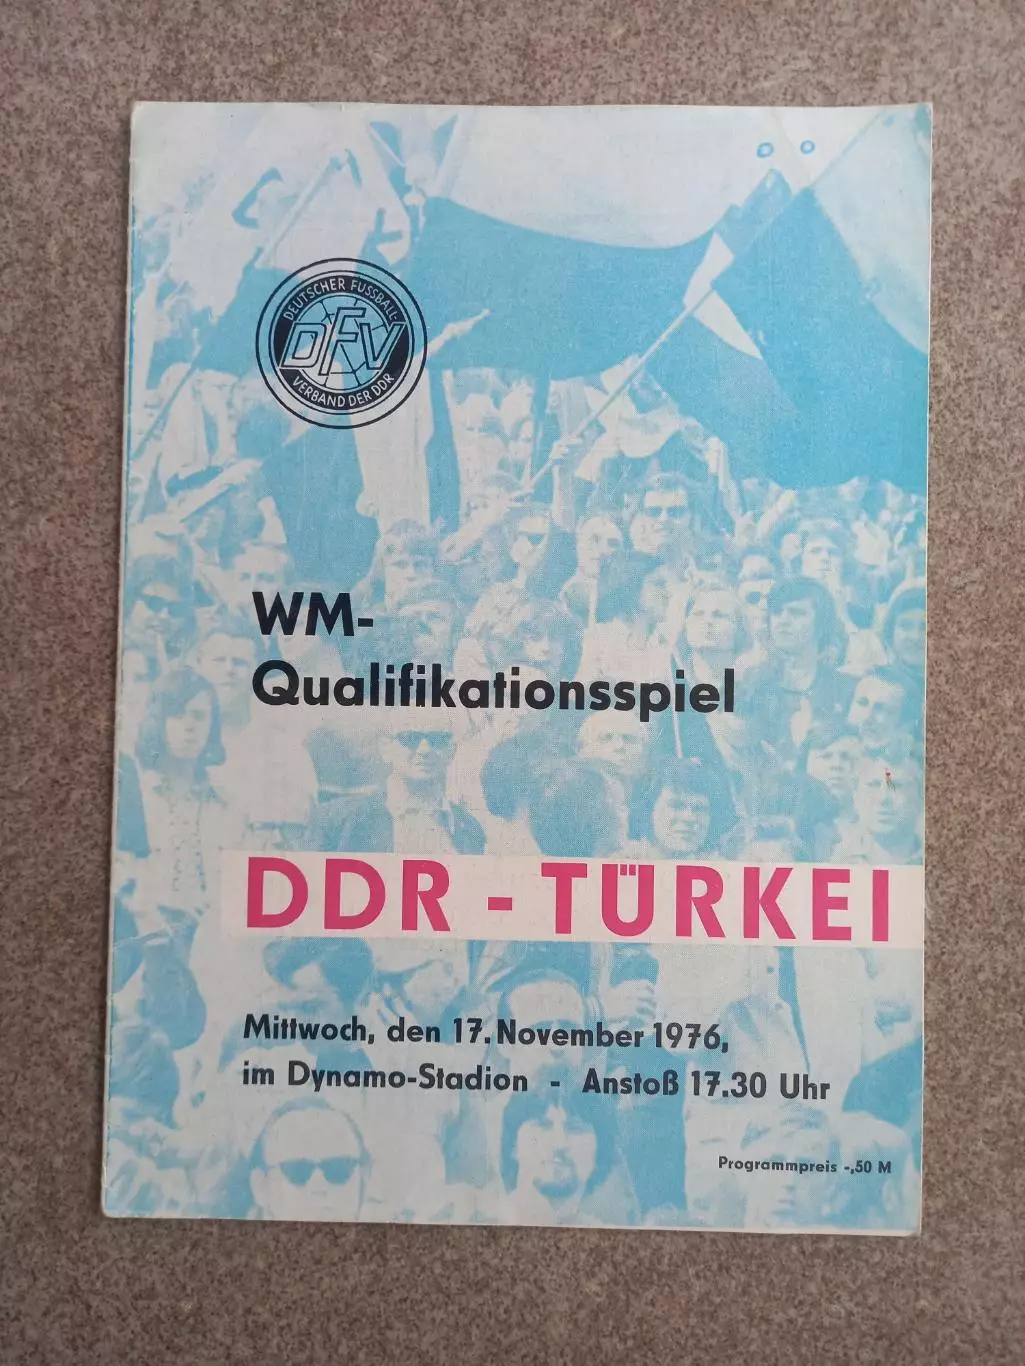 DEUTSCHER FUSSBALL-
DFV
VERBAND DER DDR
WM-
Qualifikationsspiel
DDR - TÜRKEI
Mittwoch, den 17. November 1976,
im Dynamo-Stadion - Anstoß 17.30 Uhr
Programmpreis -,50 M